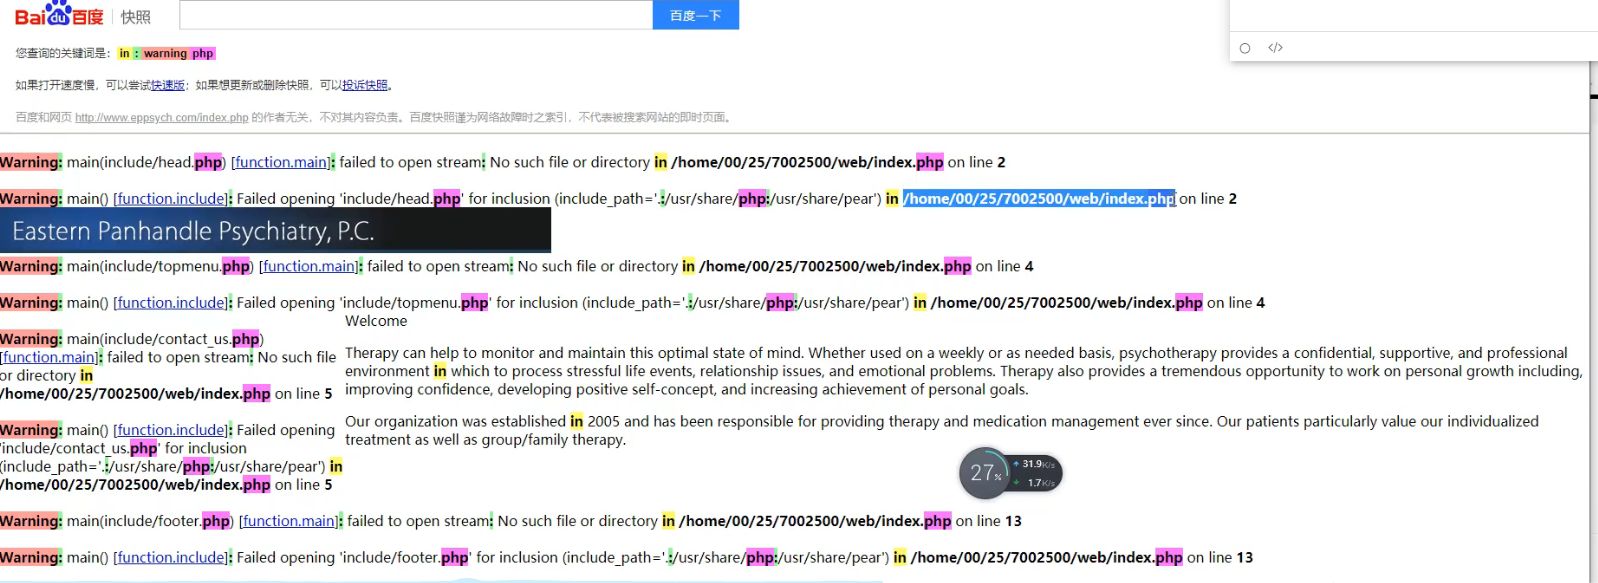 Bai du 百度 快照 百度一下
您查询的关键词是： in : warning php
如果打开速度慢，可以尝试快速版；如果想更新或删除快照，可以投诉快照。
百度和网页 http://www.eppsych.com/index.php 的作者无关，不对其内容负责。百度快照谨为网络故障时之索引，不代表被搜索网站的即时页面。
Warning: main(include/head.php) [function.main]: failed to open stream: No such file or directory in /home/00/25/7002500/web/index.php on line 2
Warning: main() [function.include]: Failed opening 'include/head.php' for inclusion (include_path='.:/usr/share/php:/usr/share/pear') in /home/00/25/7002500/web/index.php on line 2
Eastern Panhandle Psychiatry, P.C.
Warning: main(include/topmenu.php) [function.main]: failed to open stream: No such file or directory in /home/00/25/7002500/web/index.php on line 4
Warning: main() [function.include]: Failed opening 'include/topmenu.php' for inclusion (include_path='.:/usr/share/php:/usr/share/pear') in /home/00/25/7002500/web/index.php on line 4
Warning: main(include/contact_us.php)
[function.main]: failed to open stream: No such file
or directory in
/home/00/25/7002500/web/index.php on line 5
Warning: main() [function.include]: Failed opening
'include/contact_us.php' for inclusion
(include_path='.:/usr/share/php:/usr/share/pear') in
/home/00/25/7002500/web/index.php on line 5
Welcome
Therapy can help to monitor and maintain this optimal state of mind. Whether used on a weekly or as needed basis, psychotherapy provides a confidential, supportive, and professional
environment in which to process stressful life events, relationship issues, and emotional problems. Therapy also provides a tremendous opportunity to work on personal growth including,
improving confidence, developing positive self-concept, and increasing achievement of personal goals.
Our organization was established in 2005 and has been responsible for providing therapy and medication management ever since. Our patients particularly value our individualized
treatment as well as group/family therapy.
27% 31.9K/s
1.7K/s
Warning: main(include/footer.php) [function.main]: failed to open stream: No such file or directory in /home/00/25/7002500/web/index.php on line 13
Warning: main() [function.include]: Failed opening 'include/footer.php' for inclusion (include_path='.:/usr/share/php:/usr/share/pear') in /home/00/25/7002500/web/index.php on line 13